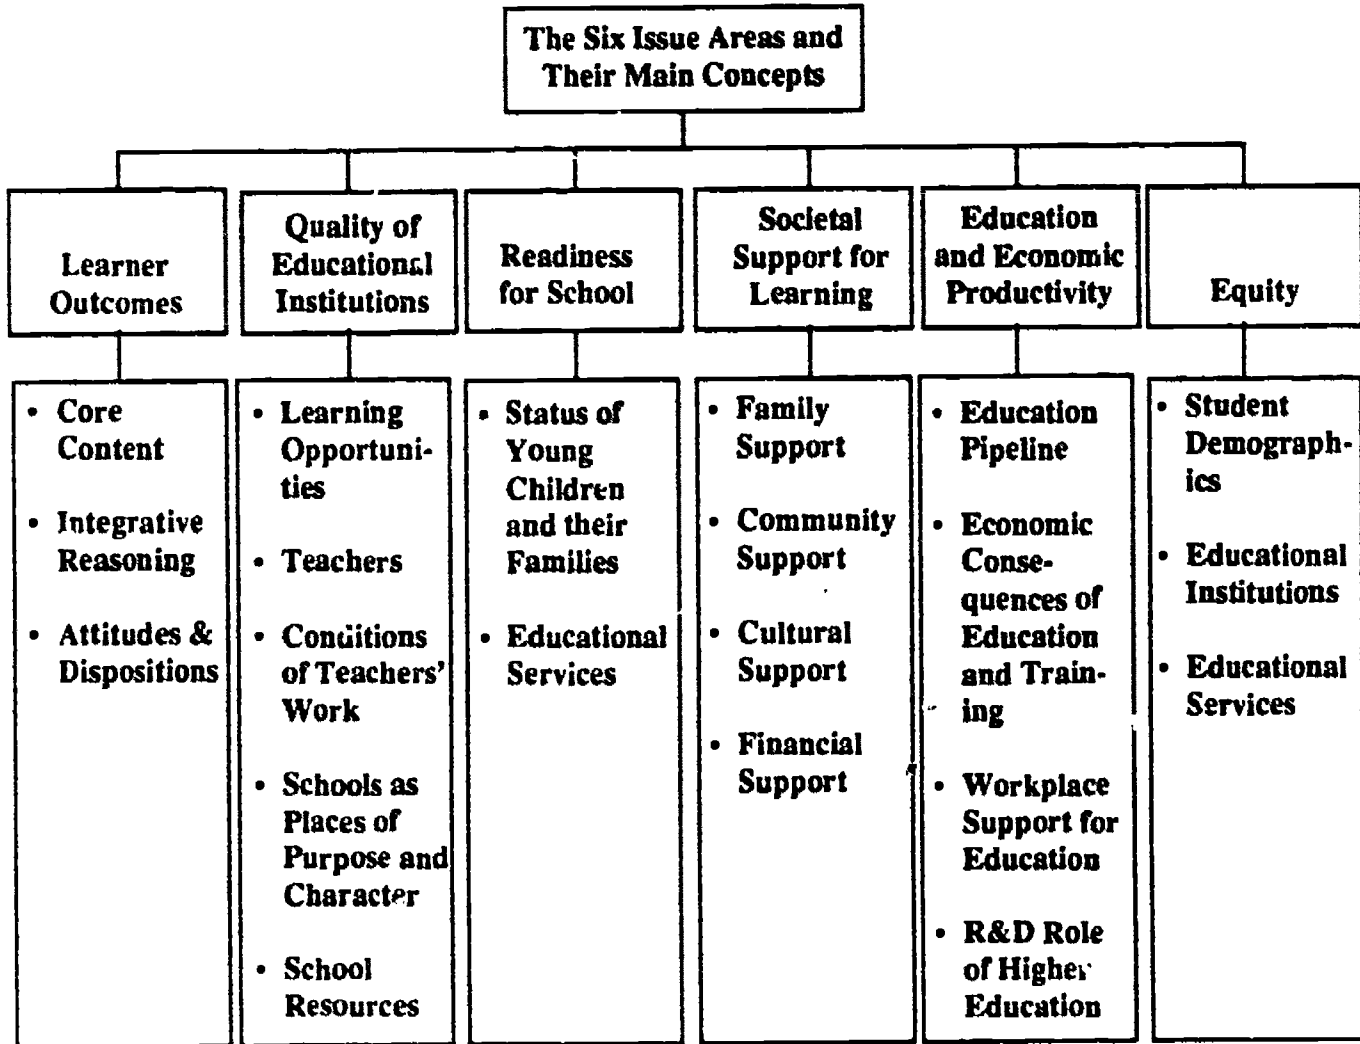 The Six Issue Areas and
Their Main Concepts
Learner
Outcomes
Quality of
Educational
Institutions
Readiness
for School
Societal
Support for
Learning
Education
and Economic
Productivity
Equity
• Core
Content
• Integrative
Reasoning
• Attitudes &
Dispositions
• Learning
Opportuni-
ties
• Teachers
• Conditions
of Teachers'
Work
• Schools as
Places of
Purpose and
Character
• School
Resources
• Status of
Young
Children
and their
Families
• Educational
Services
• Family
Support
• Community
Support
• Cultural
Support
• Financial
Support
• Education
Pipeline
• Economic
Conse-
quences of
Education
and Train-
ing
• Workplace
Support for
Education
• R&D Role
of Higher
Education
• Student
Demograph-
ics
• Educational
Institutions
• Educational
Services